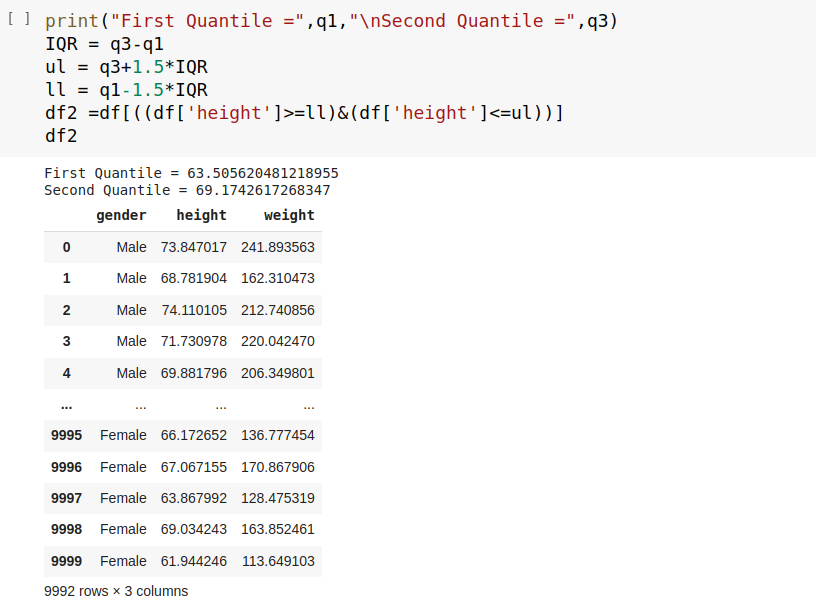 [ ] print("First Quantile =",q1,"\nSecond Quantile =",q3)
IQR = q3-q1
ul = q3+1.5*IQR
ll = q1-1.5*IQR
df2 =df[((df['height']>=ll)&(df['height']<=ul))]
df2
First Quantile = 63.505620481218955
Second Quantile = 69.1742617268347
gender height weight
0 Male 73.847017 241.893563
1 Male 68.781904 162.310473
2 Male 74.110105 212.740856
3 Male 71.730978 220.042470
4 Male 69.881796 206.349801
... ... ... ...
9995 Female 66.172652 136.777454
9996 Female 67.067155 170.867906
9997 Female 63.867992 128.475319
9998 Female 69.034243 163.852461
9999 Female 61.944246 113.649103
9992 rows × 3 columns